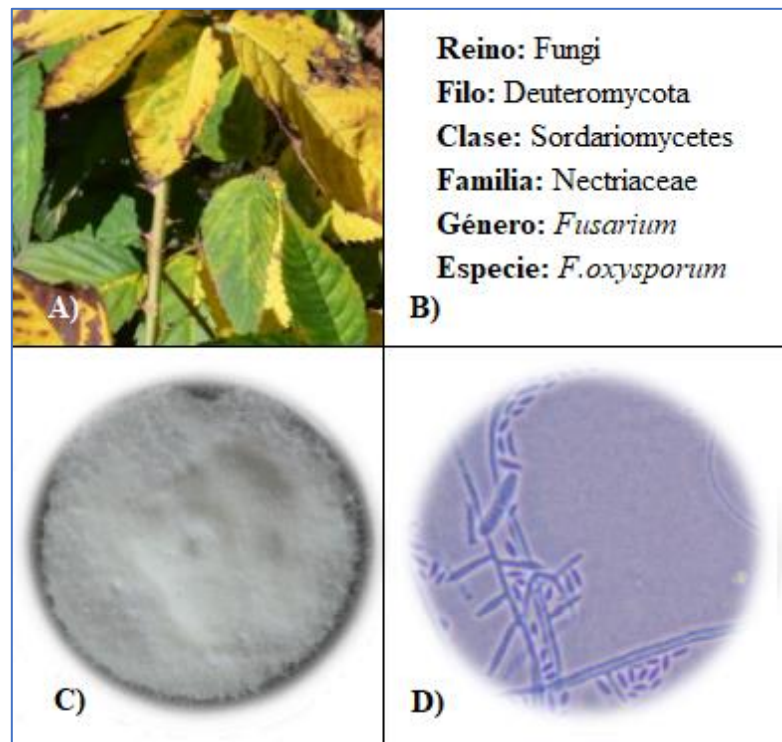 A)
Reino: Fungi
Filo: Deuteromycota
Clase: Sordariomycetes
Familia: Nectriaceae
Género: Fusarium
Especie: F.oxysporum
B)
C)
D)